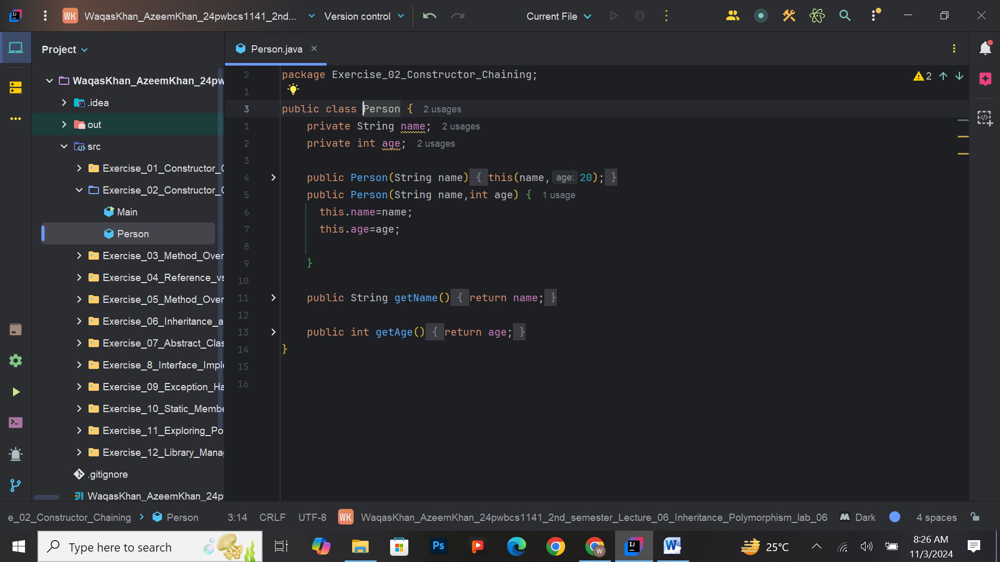 WK WaqasKhan_AzeemKhan_24pwbcs1141_2nd... Version control Current File
Project
Person.java
WaqasKhan_AzeemKhan_24pw
.idea
out
src
Exercise_01_Constructor_C
Exercise_02_Constructor_C
Main
Person
Exercise_03_Method_Over
Exercise_04_Reference_vs
Exercise_05_Method_Over
Exercise_06_Inheritance_a
Exercise_07_Abstract_Clas
Exercise_8_Interface_Imple
Exercise_09_Exception_Ha
Exercise_10_Static_Membe
Exercise_11_Exploring_Po
Exercise_12_Library_Manag
.gitignore
WaqasKhan_AzeemKhan_24p
2 package Exercise_02_Constructor_Chaining; 2
1
3 public class Person { 2 usages
1 private String name; 2 usages
2 private int age; 2 usages
3
4 public Person(String name) { this(name, age: 20); }
5 public Person(String name,int age) { 1 usage
6 this.name=name;
7 this.age=age;
8
9 }
10
11 public String getName() { return name; }
12
13 public int getAge() { return age; }
14 }
15
16
e_02_Constructor_Chaining > Person 3:14 CRLF UTF-8 WK WaqasKhan_AzeemKhan_24pwbcs1141_2nd_semester_Lecture_06_Inheritance_Polymorphism_lab_06 Dark 4 spaces
Type here to search Ps W W 25°C 8:26 AM
11/3/2024